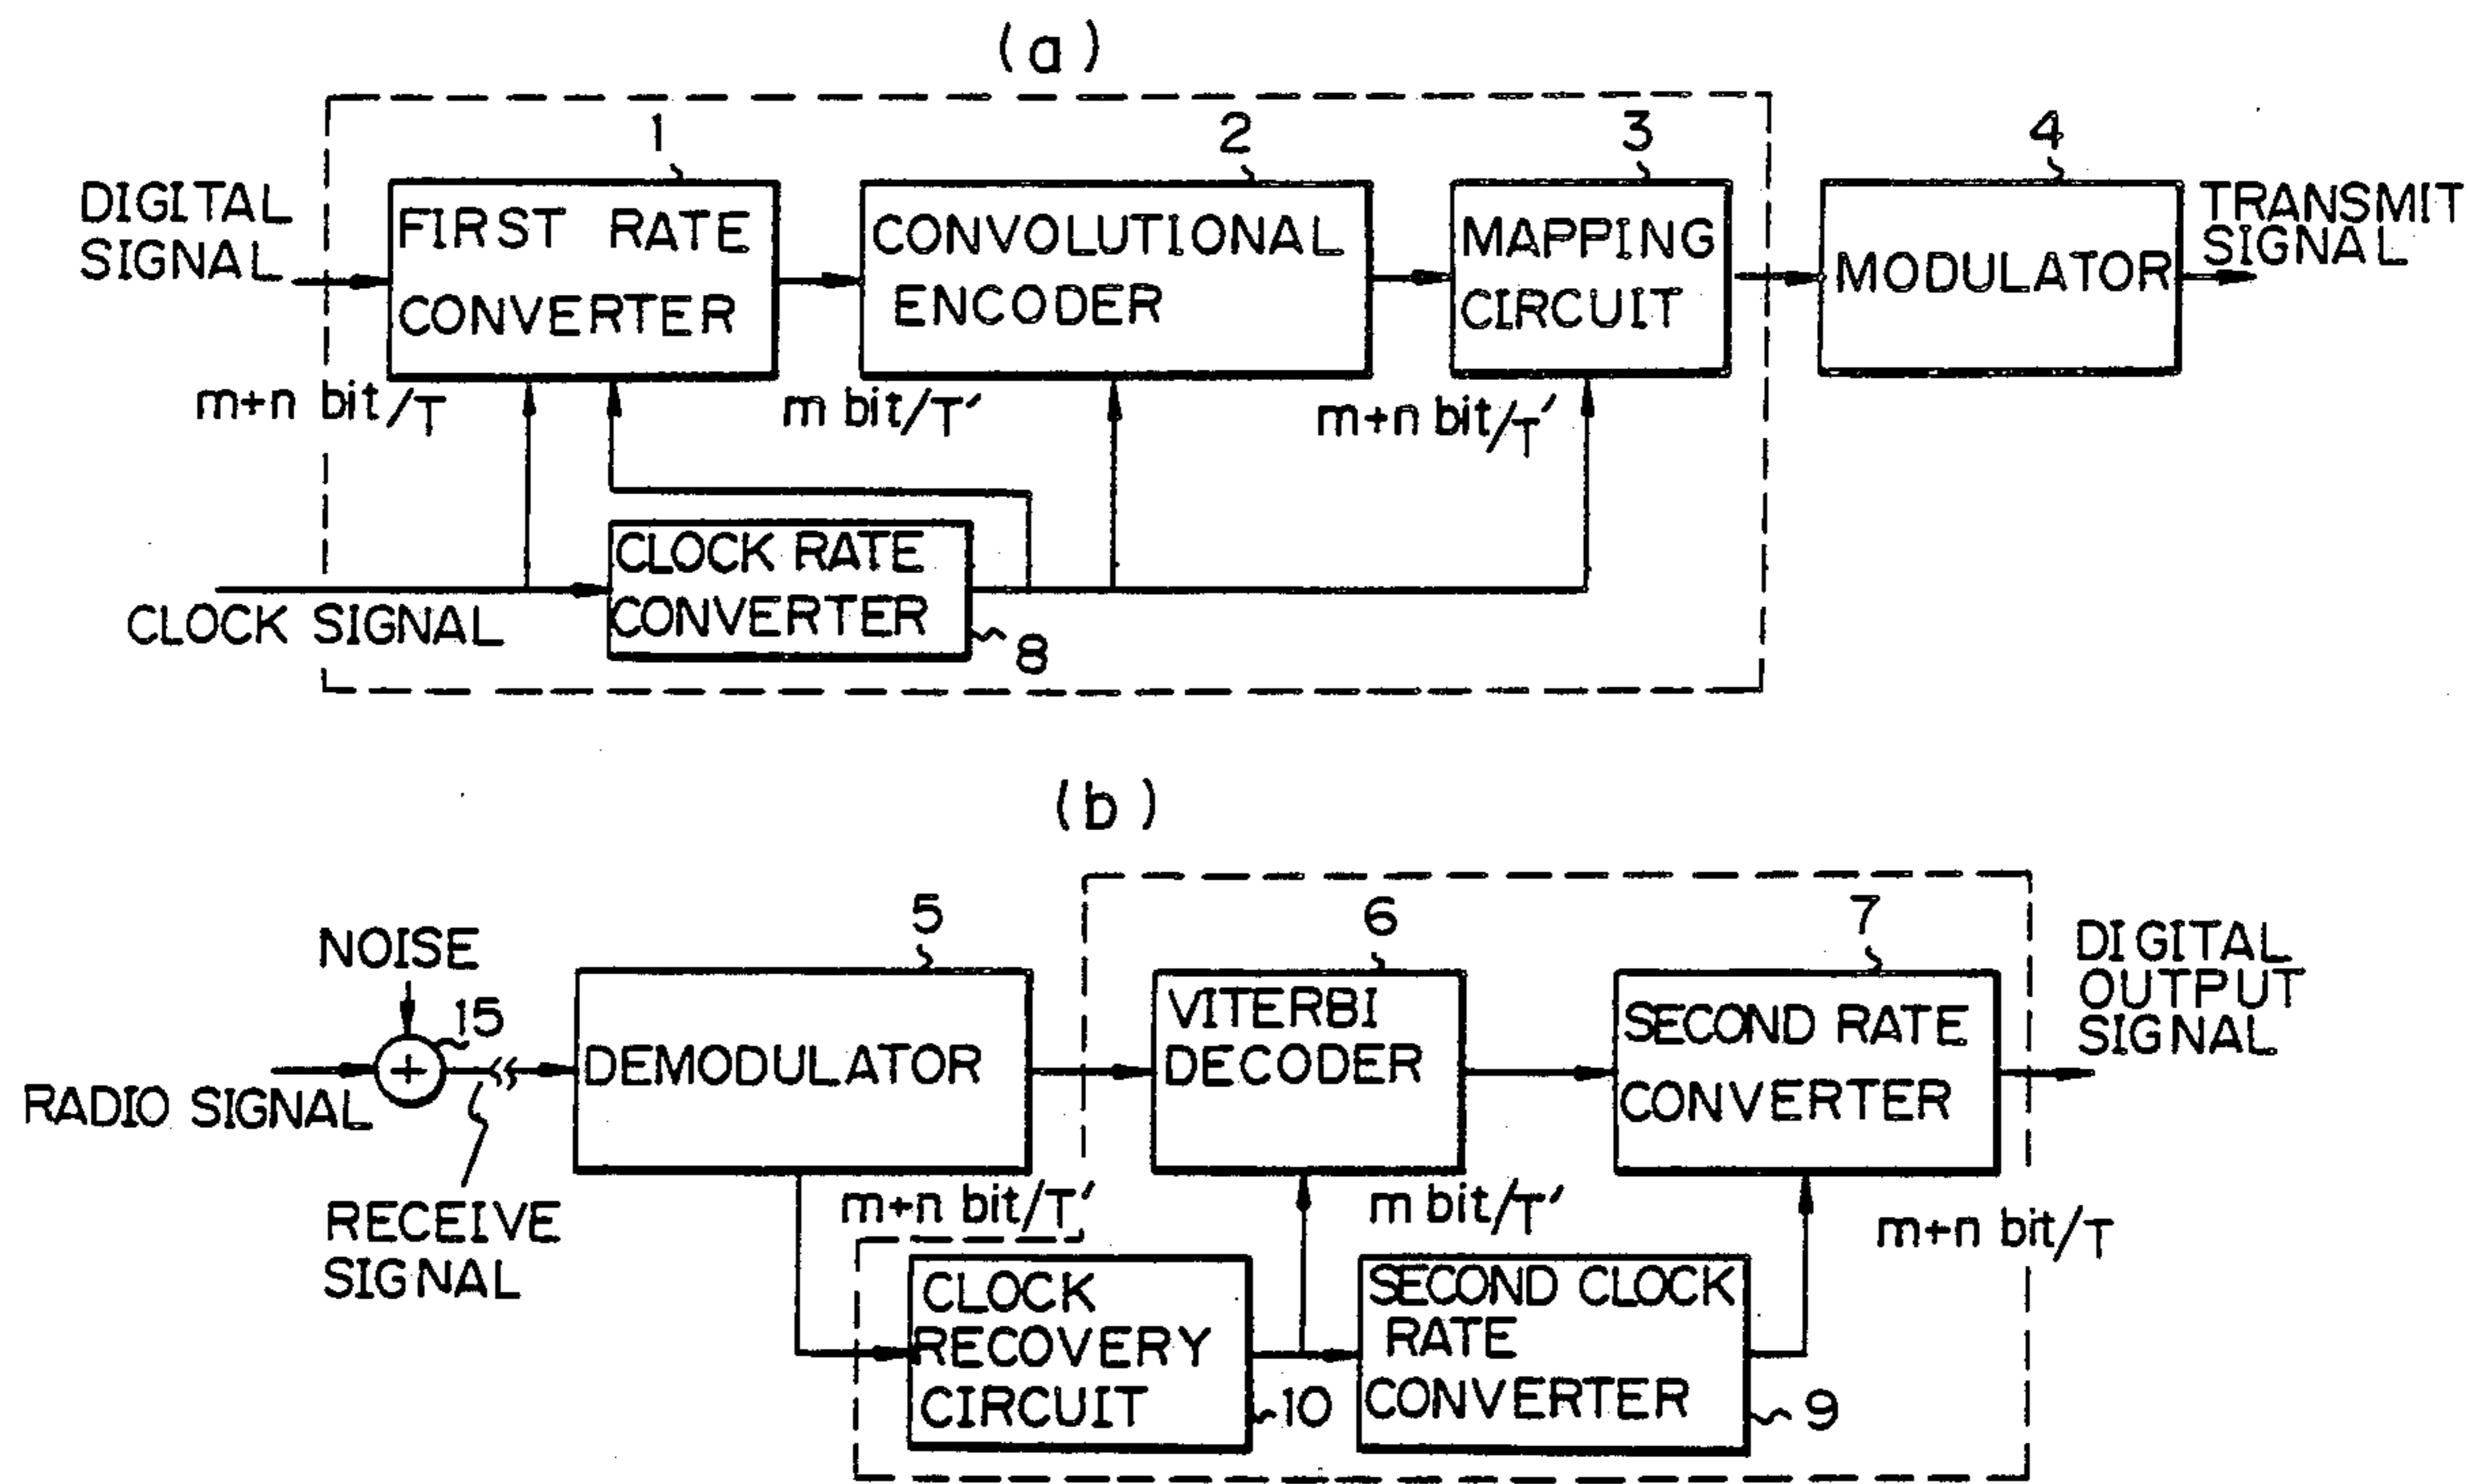 (a)
1
2
3
4
DIGITAL
SIGNAL
FIRST RATE
CONVERTER
CONVOLUTIONAL
ENCODER
MAPPING
CIRCUIT
MODULATOR
TRANSMIT
SIGNAL
m+n bit/T
m bit/T'
m+n bit/T'
CLOCK SIGNAL
CLOCK RATE
CONVERTER
8
(b)
5
6
7
NOISE
15
RADIO SIGNAL
+
RECEIVE
SIGNAL
DEMODULATOR
VITERBI
DECODER
SECOND RATE
CONVERTER
DIGITAL
OUTPUT
SIGNAL
m+n bit/T'
m bit/T'
m+n bit/T
CLOCK
RECOVERY
CIRCUIT
10
SECOND CLOCK
RATE
CONVERTER
9